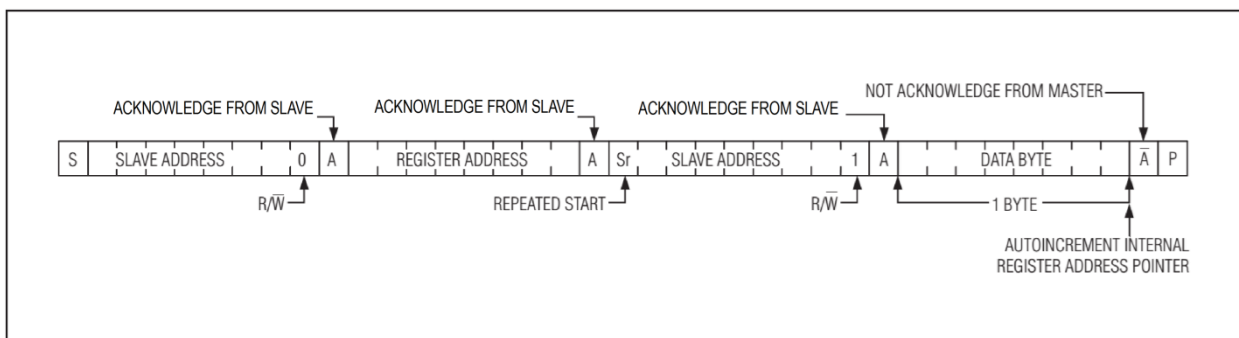 NOT ACKNOWLEDGE FROM MASTER
ACKNOWLEDGE FROM SLAVE ACKNOWLEDGE FROM SLAVE ACKNOWLEDGE FROM SLAVE
S SLAVE ADDRESS 0 A REGISTER ADDRESS A Sr SLAVE ADDRESS 1 A DATA BYTE A̅ P
R/W̅ REPEATED START R/W̅ 1 BYTE
AUTOINCREMENT INTERNAL
REGISTER ADDRESS POINTER